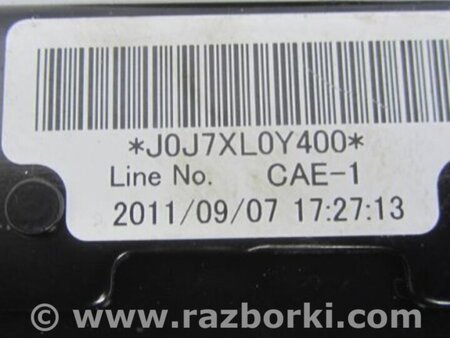 *J0J7XL0Y400*
Line No. CAE-1
2011/09/07 17:27:13
© www.razborki.com